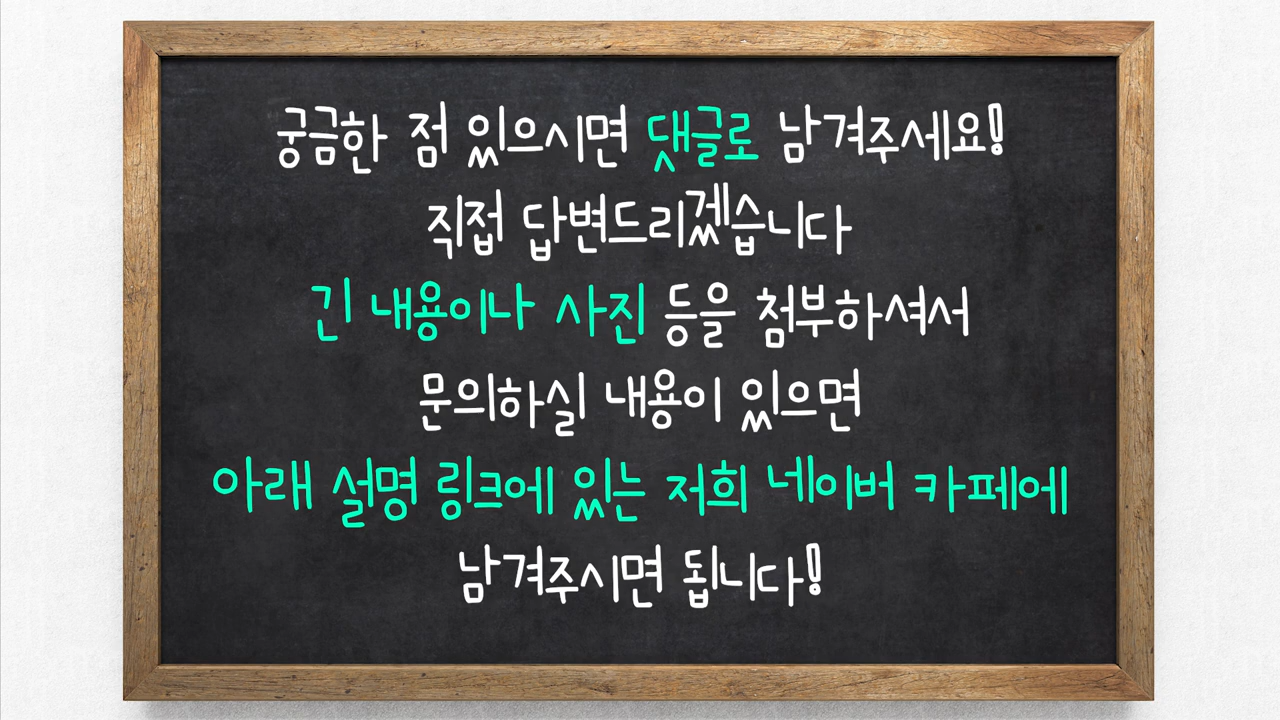 궁금한 점 있으시면 댓글로 남겨주세요!
직접 답변드리겠습니다
긴 내용이나 사진 등을 첨부하셔서
문의하실 내용이 있으면
아래 설명 링크에 있는 저희 네이버 카페에
남겨주시면 됩니다!